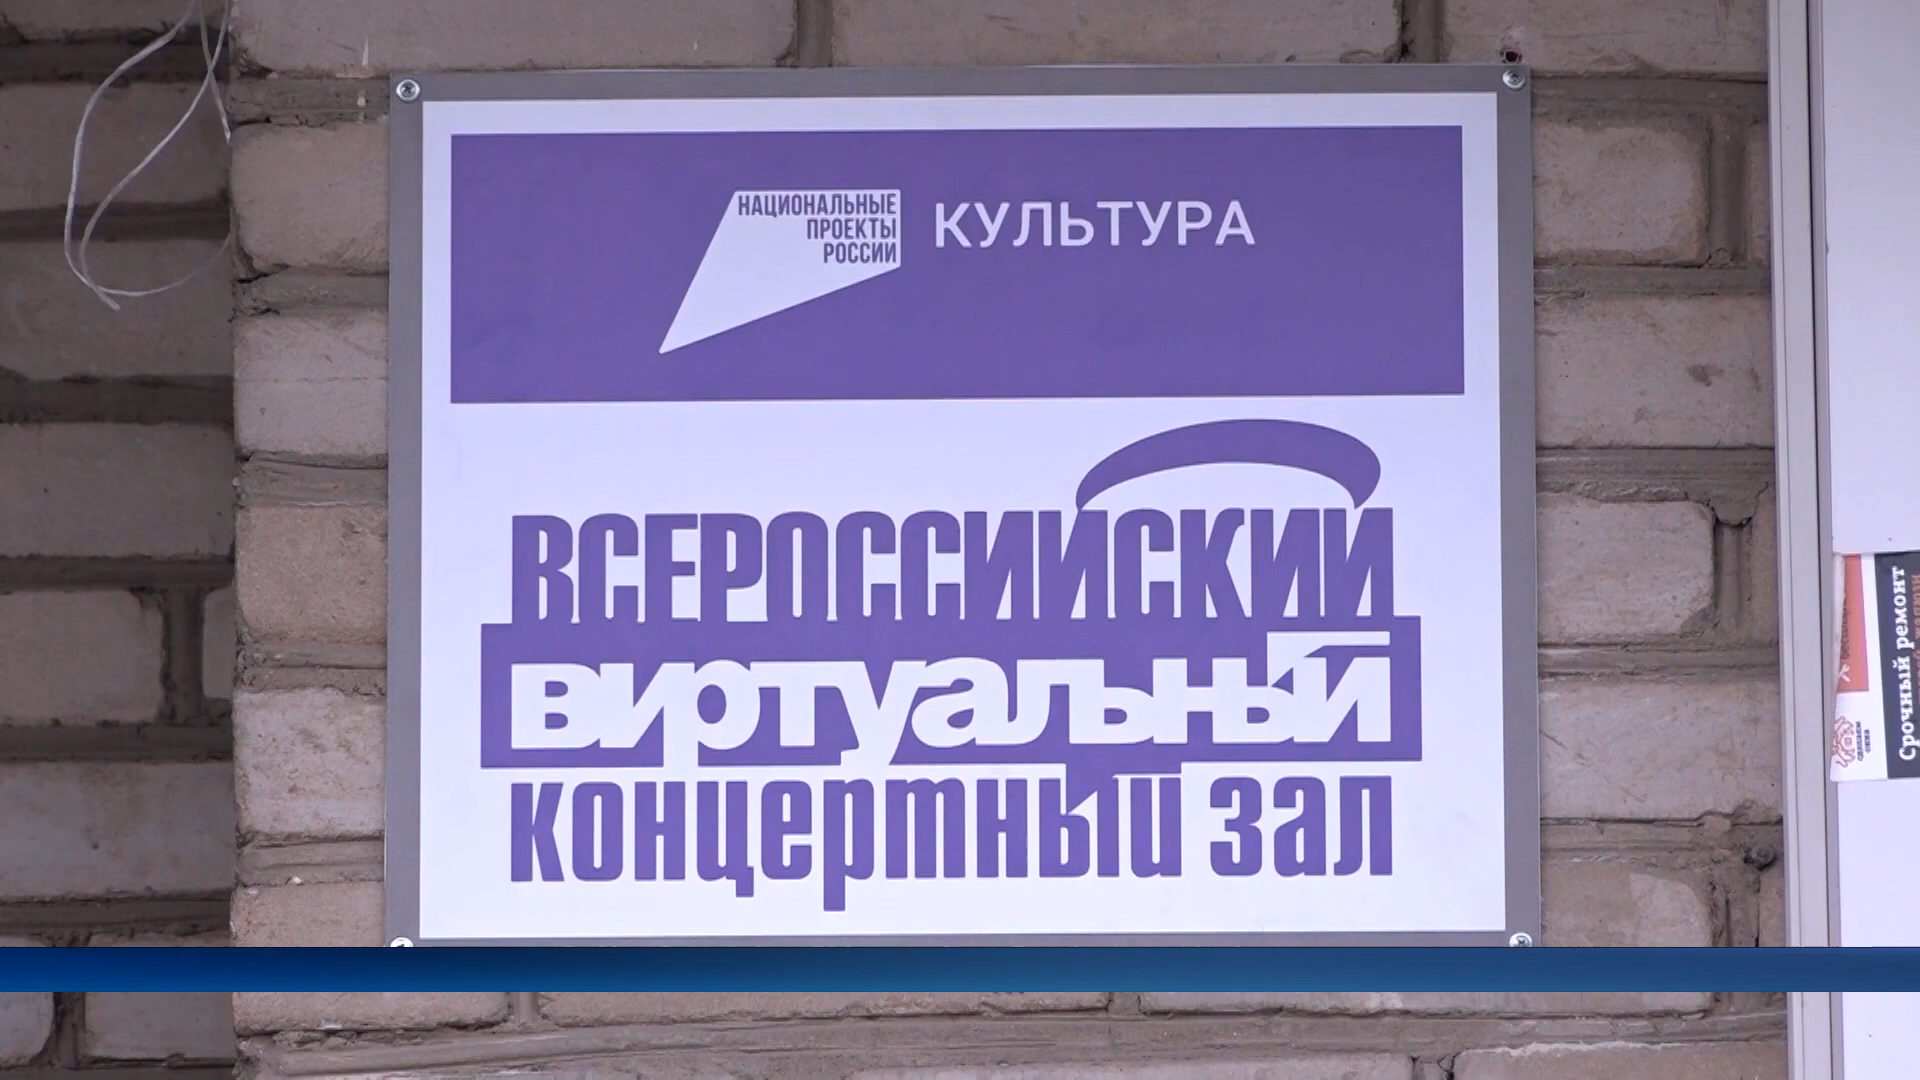 НАЦИОНАЛЬНЫЕ
ПРОЕКТЫ
РОССИИ
КУЛЬТУРА
ВСЕРОССИЙСКИЙ
ВИРТУАЛЬНЫЙ
КОНЦЕРТНЫЙ ЗАЛ
Срочный ремонт